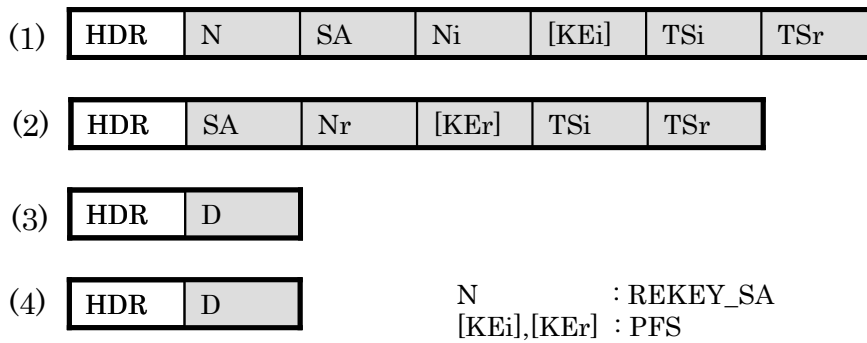 (1) HDR N SA Ni [KEi] TSi TSr
(2) HDR SA Nr [KEr] TSi TSr
(3) HDR D
(4) HDR D
N : REKEY_SA
[KEi],[KEr] : PFS